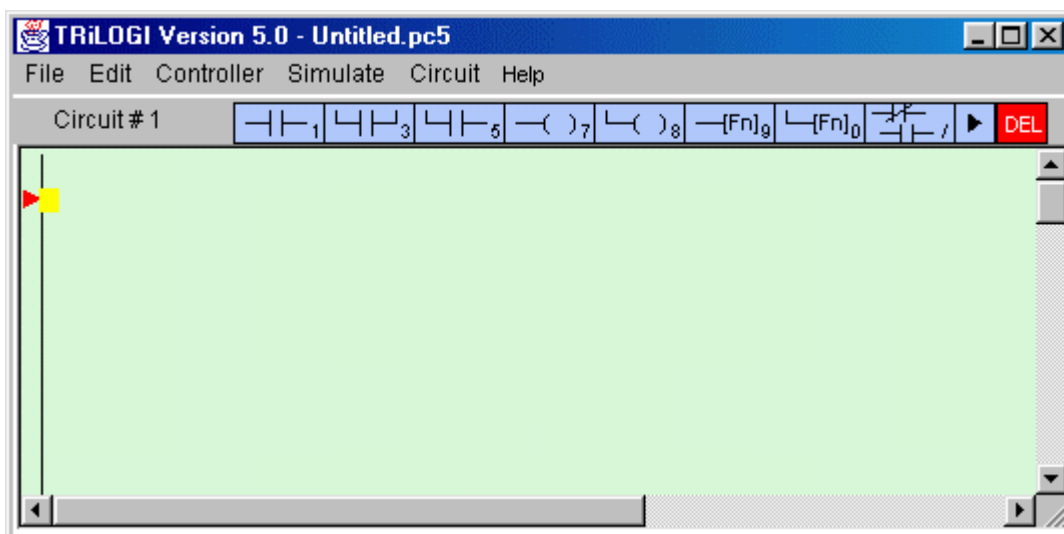 TRiLOGI Version 5.0 - Untitled.pc5
File Edit Controller Simulate Circuit Help
Circuit # 1 1 3 5 ( )7 ( )8 [Fn]9 [Fn]0 / DEL